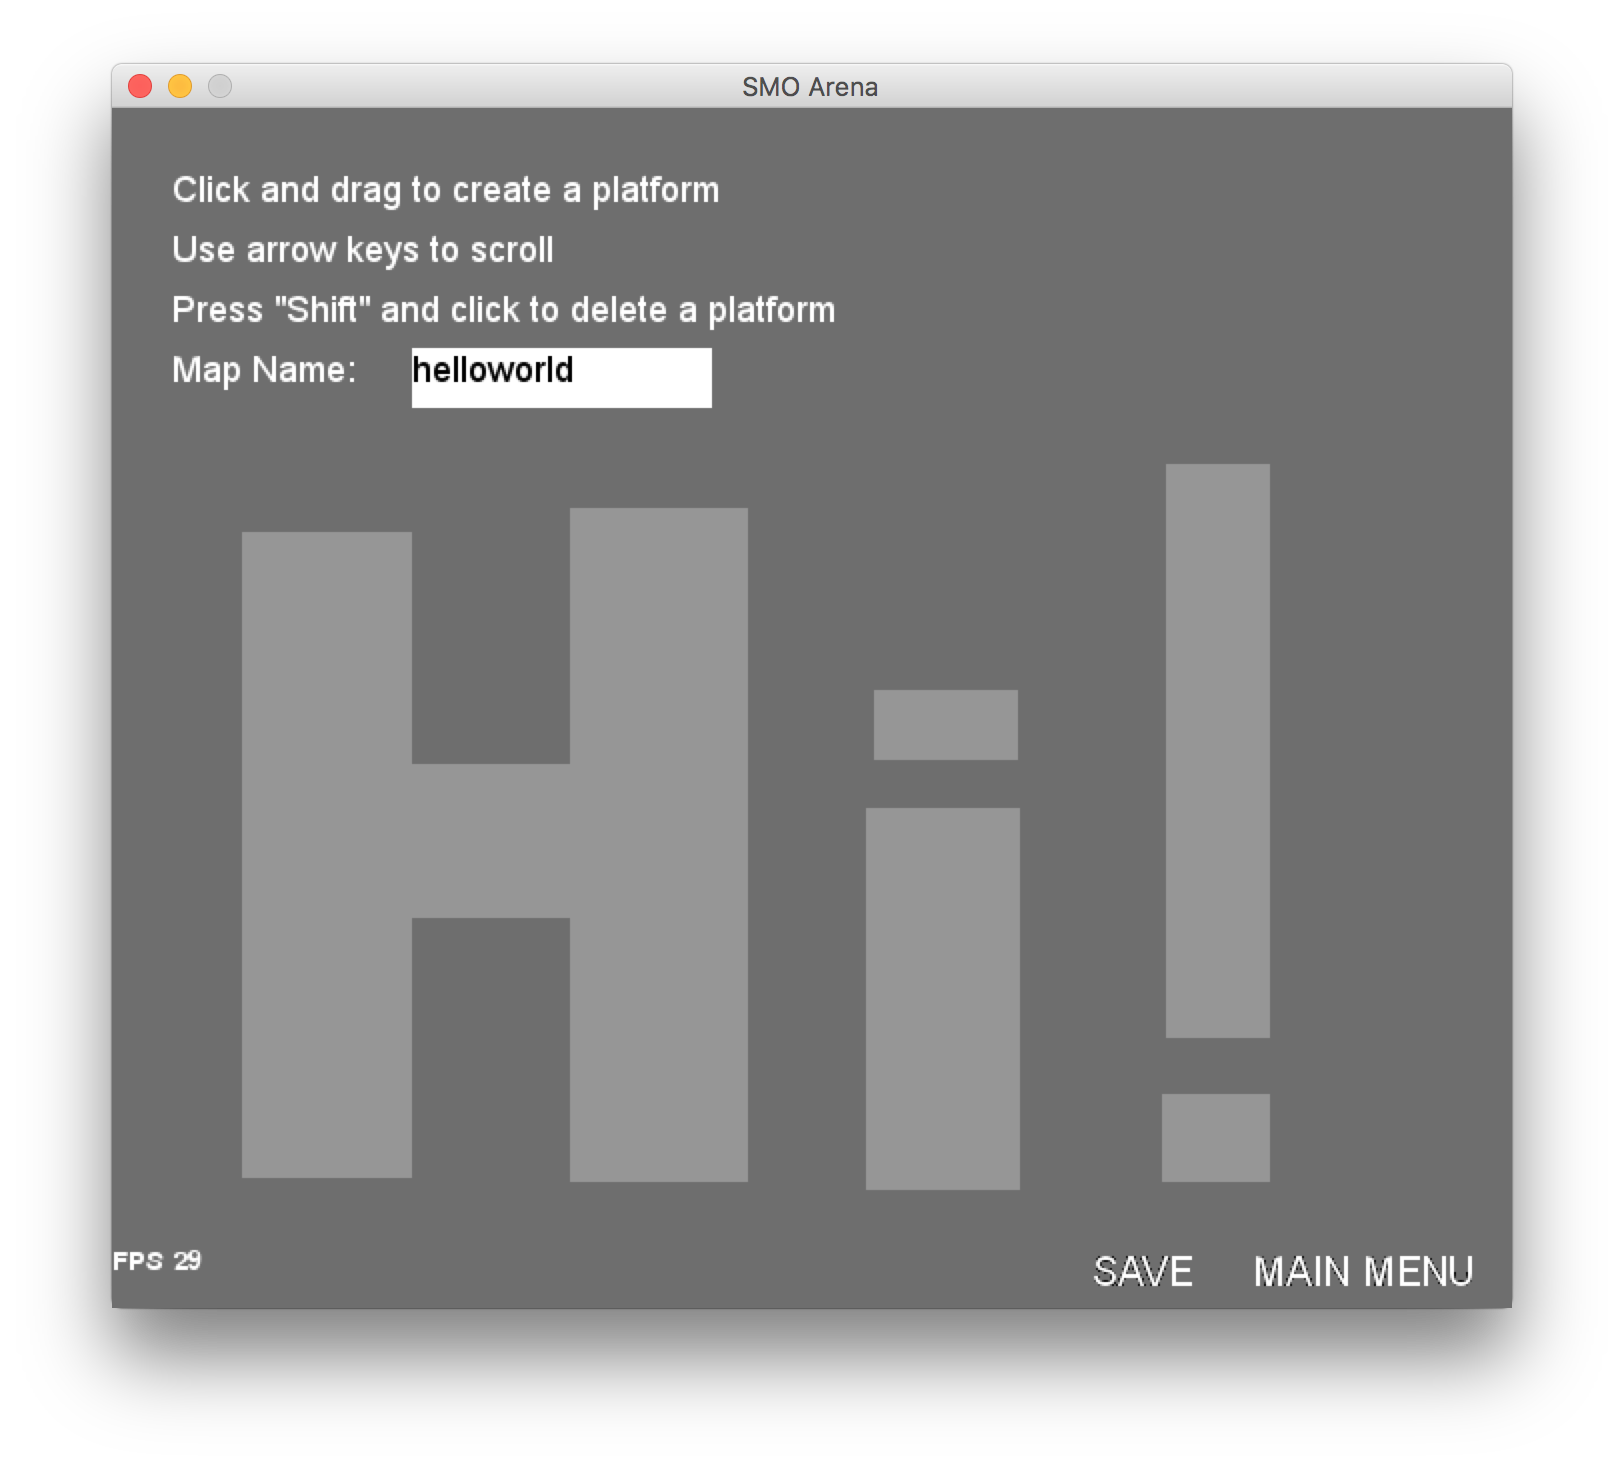 SMO Arena
Click and drag to create a platform
Use arrow keys to scroll
Press "Shift" and click to delete a platform
Map Name: helloworld
Hi!
FPS 29
SAVE MAIN MENU